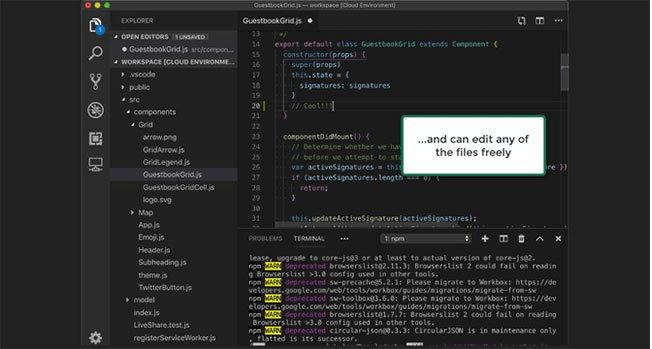 GuestbookGrid.js — workspace [Cloud Environment]
EXPLORER
OPEN EDITORS 1 UNSAVED
GuestbookGrid.js src/compon...
WORKSPACE [CLOUD ENVIRONME...
.vscode
public
src
components
Grid
arrow.png
GridArrow.js
GridLegend.js
GuestbookGrid.js
GuestbookGridCell.js
logo.svg
Map
App.js
Emoji.js
Header.js
Subheading.js
theme.js
TwitterButton.js
model
index.js
LiveShare.test.js
registerServiceWorker.js
GuestbookGrid.js
13 */
14 export default class GuestbookGrid extends Component {
15 constructor(props) {
16 super(props)
17 this.state = {
18 signatures: signatures
19 }
20 // Cool!!!
21 }
22
23 componentDidMount() {
24 // Determine whether we hav
25 // before we attempt to sta
26 var activeSignatures = this }
27 if (activeSignatures.length === 0) {
28 return;
29 }
30
31 this.updateActiveSignature(activeSignatures);
...and can edit any of
the files freely
PROBLEMS TERMINAL ... 1: npm
lease, upgrade to core-js@3 or at least to actual version of core-js@2.
npm WARN deprecated browserslist@2.11.3: Browserslist 2 could fail on readin
g Browserslist >3.0 config used in other tools.
npm WARN deprecated sw-precache@5.2.1: Please migrate to Workbox: https://de
velopers.google.com/web/tools/workbox/guides/migrations/migrate-from-sw
npm WARN deprecated sw-toolbox@3.6.0: Please migrate to Workbox: https://dev
elopers.google.com/web/tools/workbox/guides/migrations/migrate-from-sw
npm WARN deprecated browserslist@1.7.7: Browserslist 2 could fail on reading
Browserslist >3.0 config used in other tools.
npm WARN deprecated circular-json@0.3.3: CircularJSON is in maintenance only
, flatted is its successor.